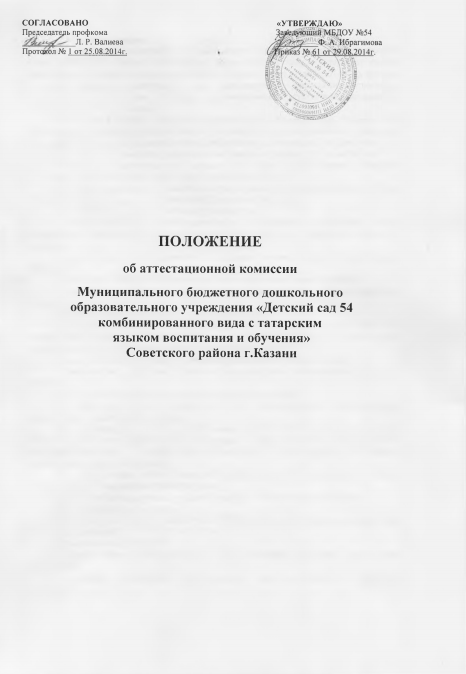 СОГЛАСОВАНО
Председатель профкома
Л. Р. Валиева
Протокол № 1 от 25.08.2014г.
«УТВЕРЖДАЮ»
Заведующий МБДОУ №54
Ф. А. Ибрагимова
Приказ № 61 от 29.08.2014г.
ПОЛОЖЕНИЕ
об аттестационной комиссии
Муниципального бюджетного дошкольного
образовательного учреждения «Детский сад 54
комбинированного вида с татарским
языком воспитания и обучения»
Советского района г.Казани